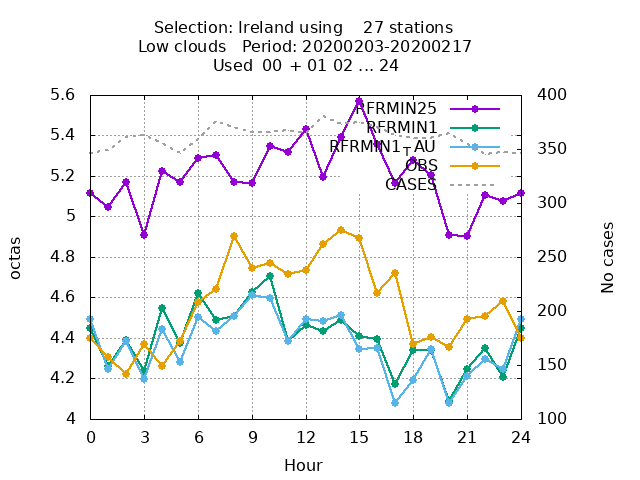 Selection: Ireland using    27 stations
Low clouds   Period: 20200203-20200217
Used  00 + 01 02 ... 24
5.6
5.4
5.2
5
4.8
4.6
4.4
4.2
4
400
350
300
250
200
150
100
RFRMIN25
RFRMIN1
RFRMIN1_AU
OBS
CASES
octas
No cases
0 3 6 9 12 15 18 21 24
Hour